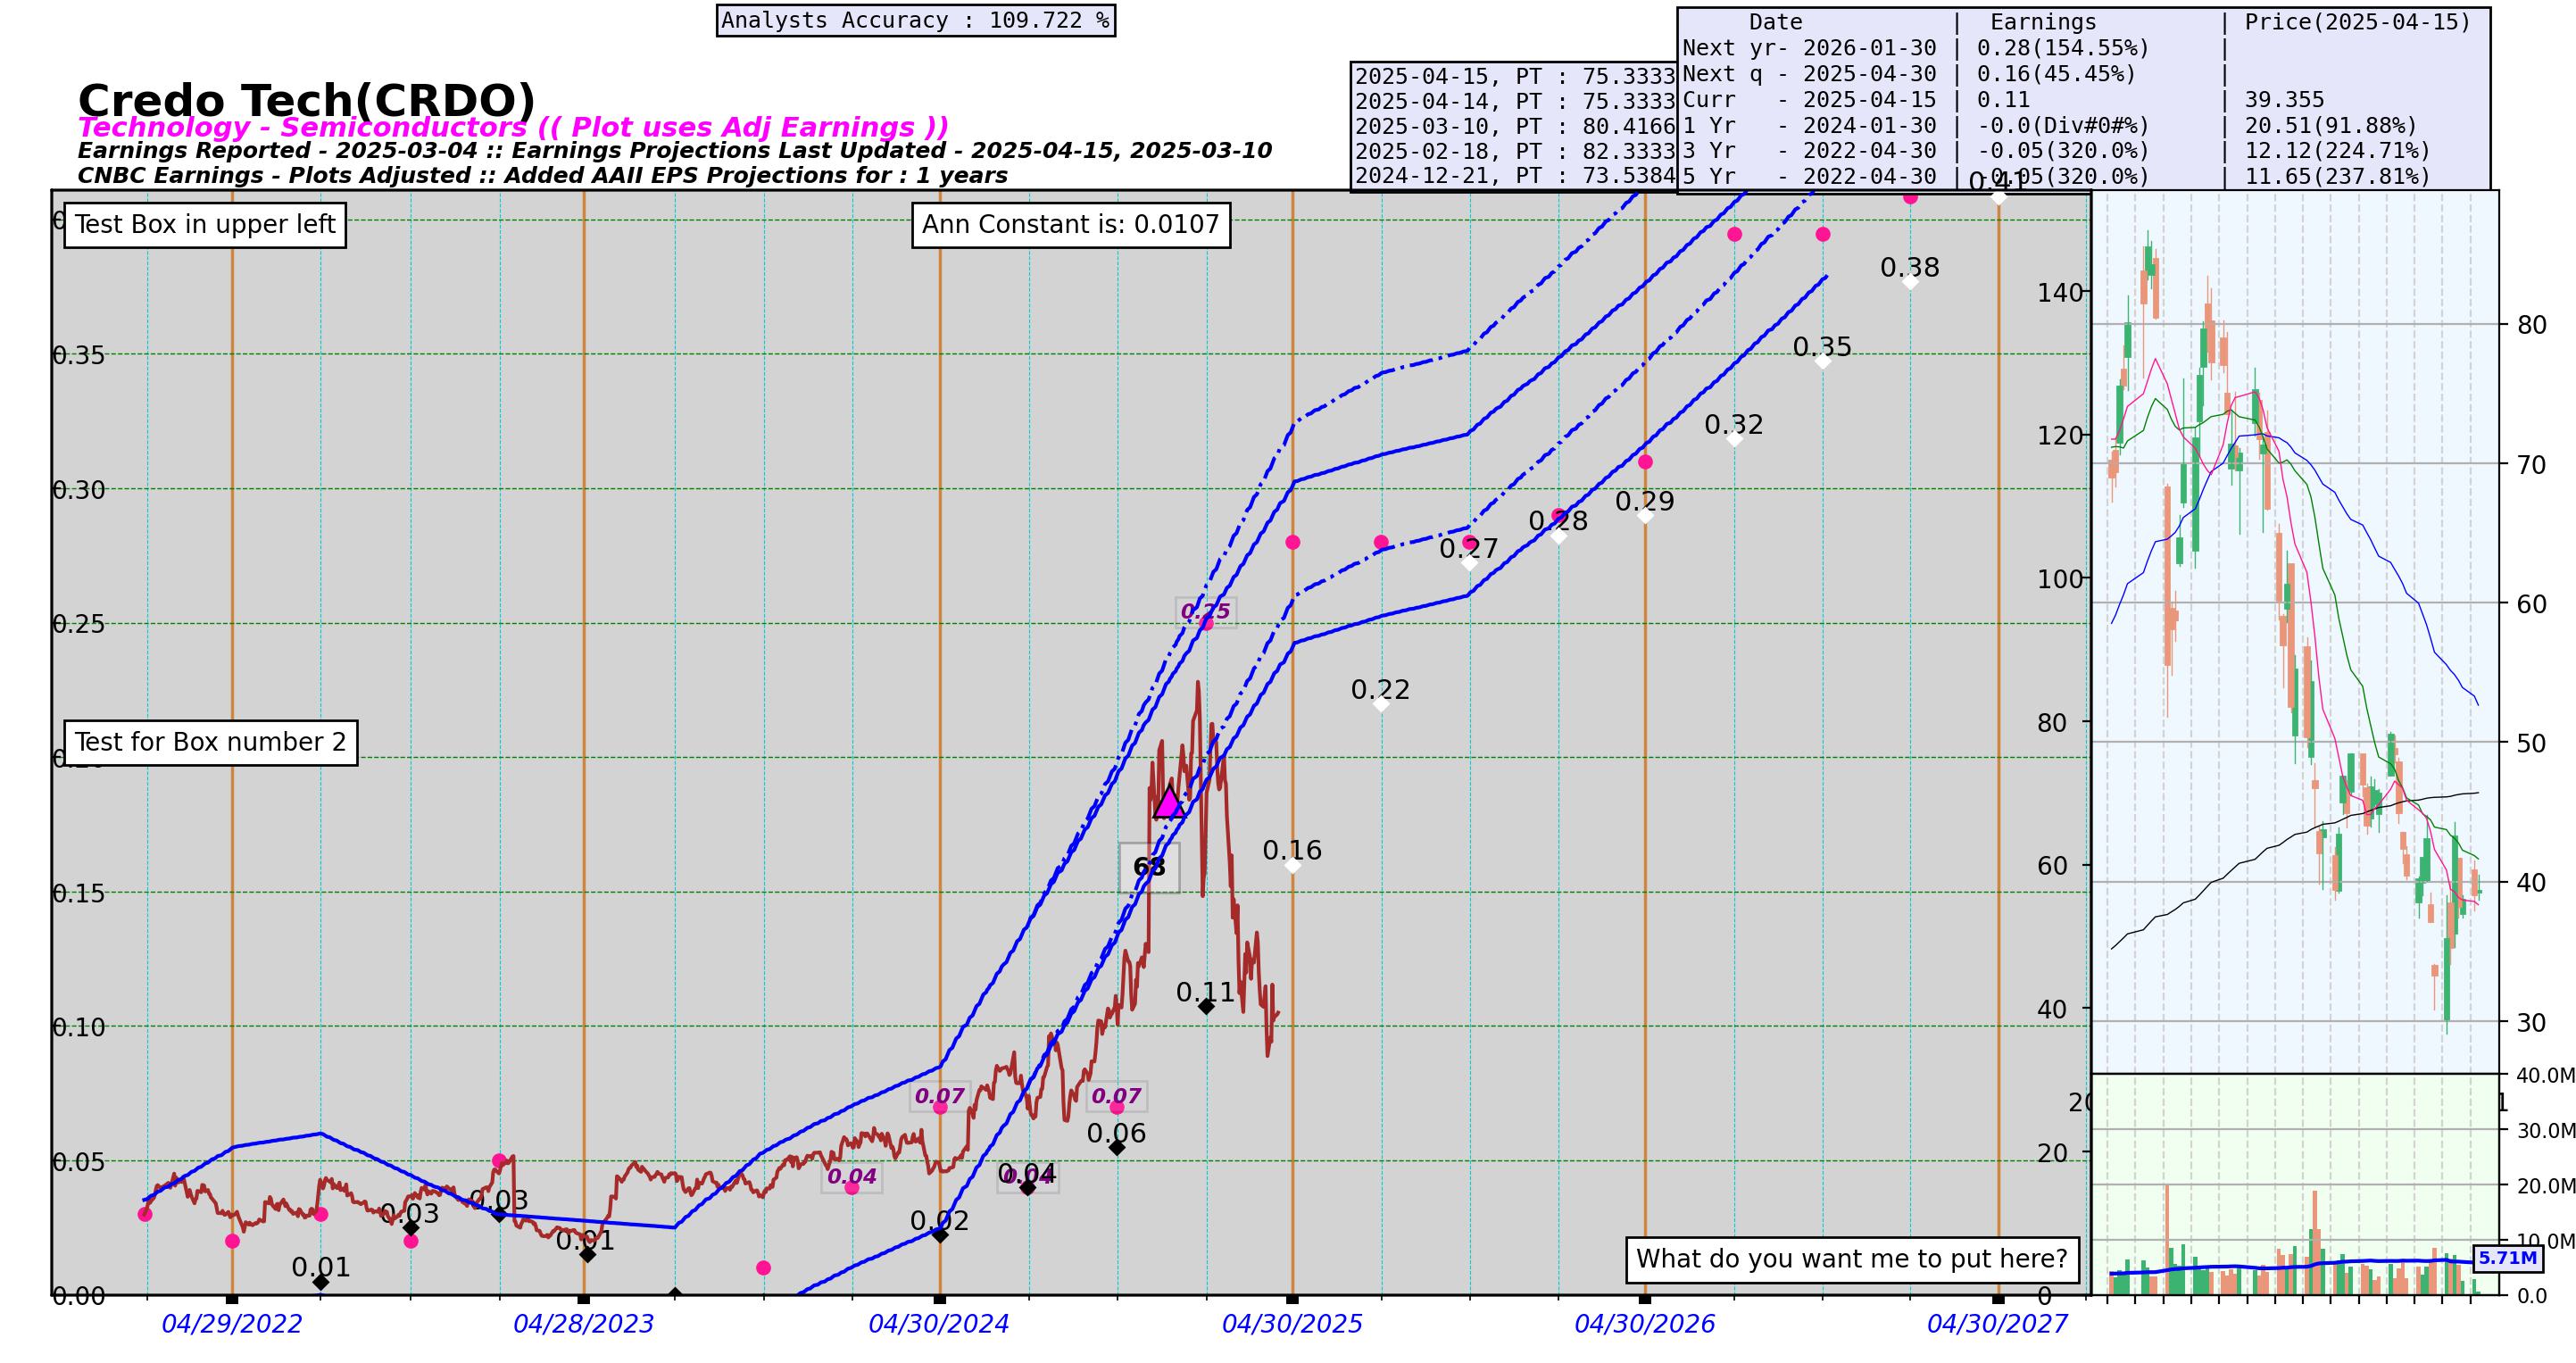 Analysts Accuracy : 109.722 %
Date | Earnings | Price(2025-04-15)
Next yr- 2026-01-30 | 0.28(154.55%) |
Next q - 2025-04-30 | 0.16(45.45%) |
Curr - 2025-04-15 | 0.11 | 39.355
1 Yr - 2024-01-30 | -0.0(Div#0#%) | 20.51(91.88%)
3 Yr - 2022-04-30 | -0.05(320.0%) | 12.12(224.71%)
5 Yr - 2022-04-30 | -0.05(320.0%) | 11.65(237.81%)
2025-04-15, PT : 75.3333
2025-04-14, PT : 75.3333
2025-03-10, PT : 80.4166
2025-02-18, PT : 82.3333
2024-12-21, PT : 73.5384
Credo Tech(CRDO)
Technology - Semiconductors (( Plot uses Adj Earnings ))
Earnings Reported - 2025-03-04 :: Earnings Projections Last Updated - 2025-04-15, 2025-03-10
CNBC Earnings - Plots Adjusted :: Added AAII EPS Projections for : 1 years
Test Box in upper left
Ann Constant is: 0.0107
Test for Box number 2
What do you want me to put here?
0.35
0.30
0.25
0.15
0.10
0.05
0.00
0.01
0.03
0.03
0.01
0.04
0.07
0.02
0.04
0.04
0.07
0.06
0.25
68
0.11
0.16
0.22
0.27
0.28
0.29
0.32
0.35
0.38
0.41
140
120
100
80
60
40
20
0
80
70
60
50
40
30
40.0M
30.0M
20.0M
10.0M
5.71M
0.0
04/29/2022
04/28/2023
04/30/2024
04/30/2025
04/30/2026
04/30/2027